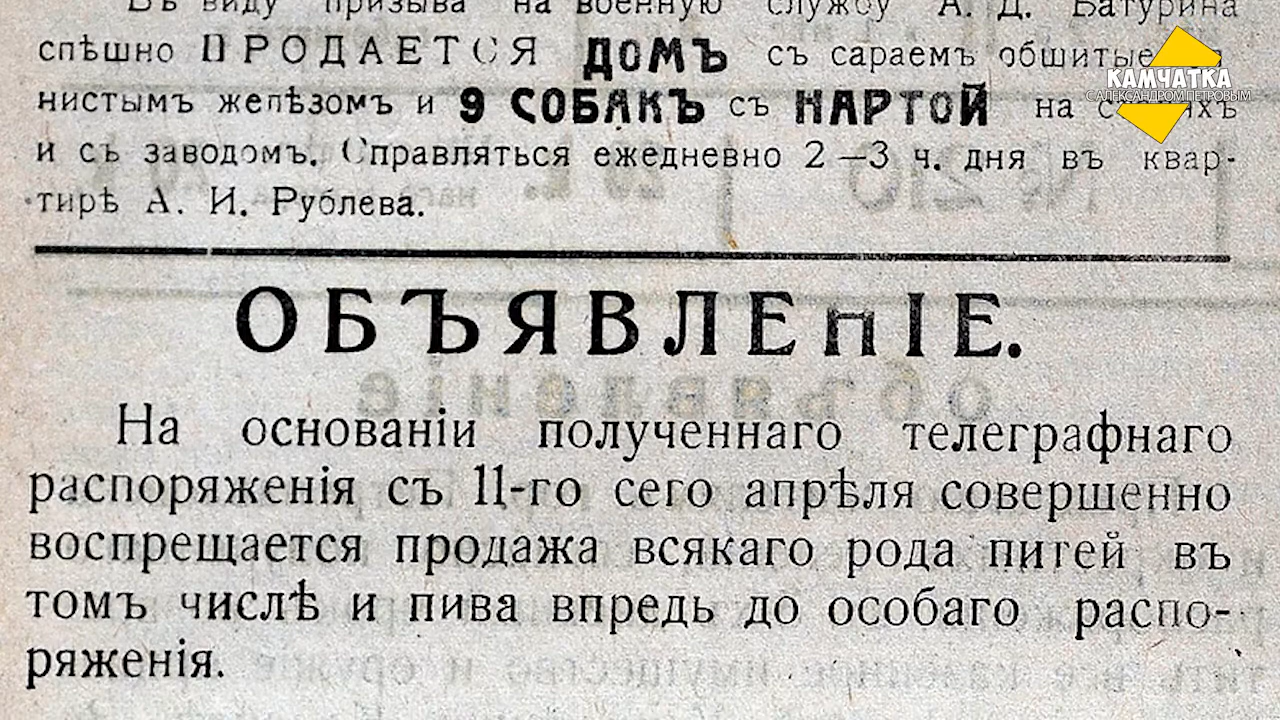 Въ виду призыва на военную службу А. Д. Батурина
спѣшно ПРОДАЕТСЯ ДОМЪ съ сараемъ обшитые
нистымъ желѣзомъ и 9 СОБАКЪ съ НАРТОЙ на
и съ заводомъ. Справляться ежедневно 2—3 ч. дня въ квар-
тирѣ А. И. Рублева.
КАМЧАТКА
С АЛЕКСАНДРОМ ПЕТРОВЫМ
ОБЪЯВЛЕНІЕ.
На основаніи полученнаго телеграфнаго
распоряженія съ 11-го сего апрѣля совершенно
воспрещается продажа всякаго рода питей въ
томъ числѣ и пива впредь до особаго распо-
ряженія.